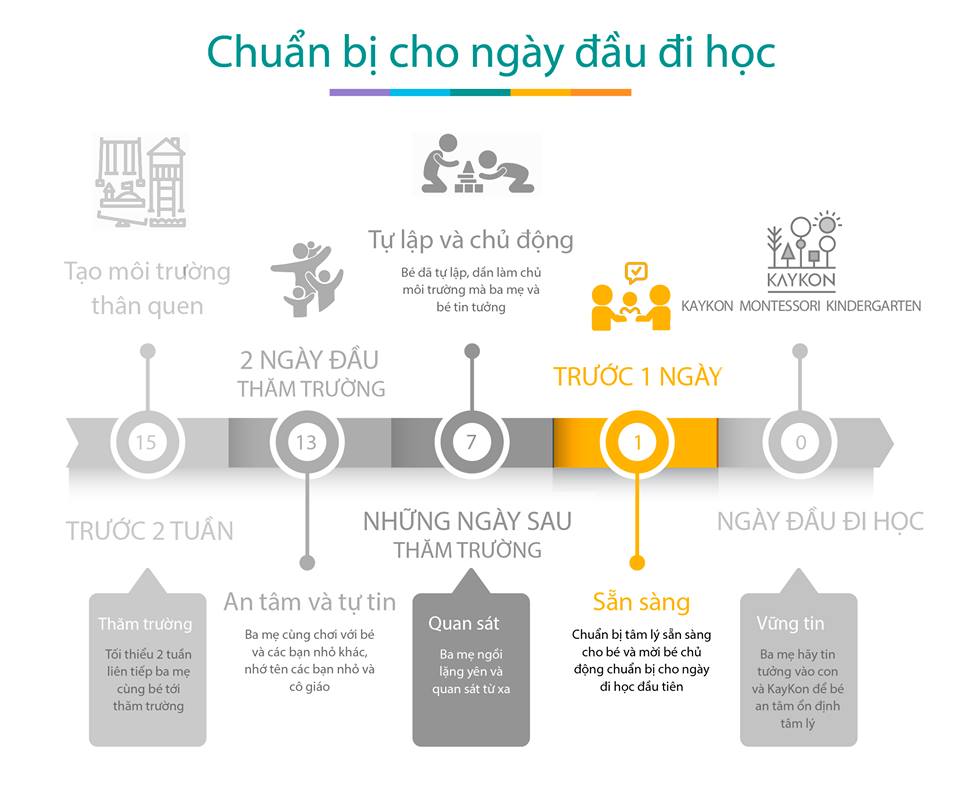 Chuẩn bị cho ngày đầu đi học
Tạo môi trường
thân quen
15
TRƯỚC 2 TUẦN
Thăm trường
Tối thiểu 2 tuần
liên tiếp ba mẹ
cùng bé tới
thăm trường
2 NGÀY ĐẦU
THĂM TRƯỜNG
13
An tâm và tự tin
Ba mẹ cùng chơi với bé
và các bạn nhỏ khác,
nhớ tên các bạn nhỏ và
cô giáo
Tự lập và chủ động
Bé đã tự lập, dần làm chủ
môi trường mà ba mẹ và
bé tin tưởng
7
NHỮNG NGÀY SAU
THĂM TRƯỜNG
Quan sát
Ba mẹ ngồi
lặng yên và
quan sát từ xa
TRƯỚC 1 NGÀY
1
Sẵn sàng
Chuẩn bị tâm lý sẵn sàng
cho bé và mời bé chủ
động chuẩn bị cho ngày
đi học đầu tiên
KAYKON
KAYKON MONTESSORI KINDERGARTEN
0
NGÀY ĐẦU ĐI HỌC
Vững tin
Ba mẹ hãy tin
tưởng vào con
và KayKon để bé
an tâm ổn định
tâm lý